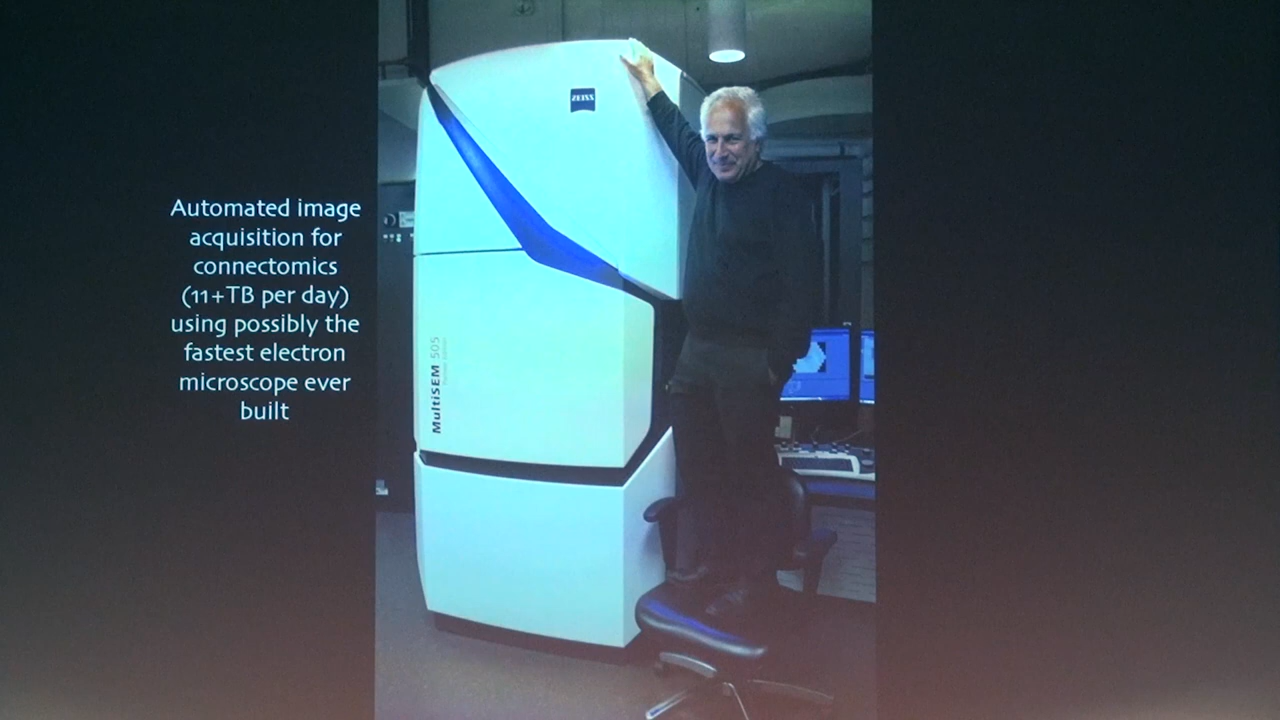 Automated image
acquisition for
connectomics
(11+TB per day)
using possibly the
fastest electron
microscope ever
built
ZEISS
MultiSEM 505